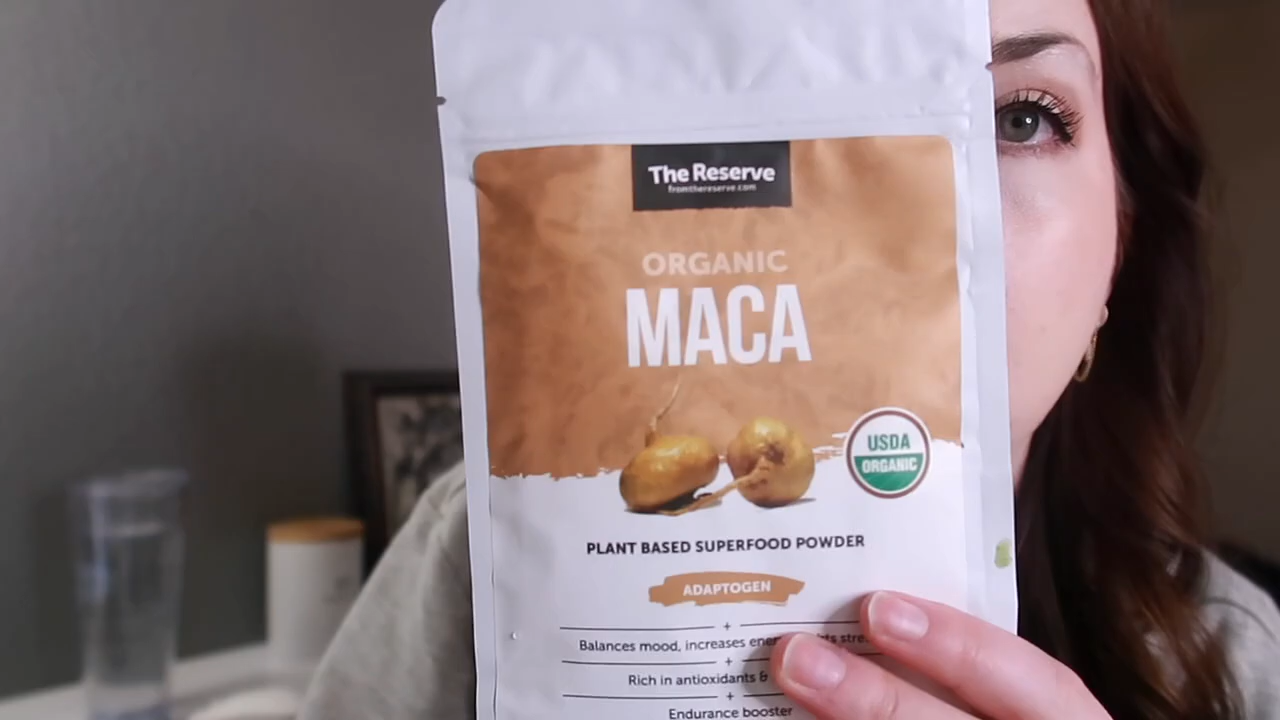 The Reserve
fromthereserve.com
ORGANIC
MACA
USDA
ORGANIC
PLANT BASED SUPERFOOD POWDER
ADAPTOGEN
Balances mood, increases
Rich in antioxidants &
Endurance booster